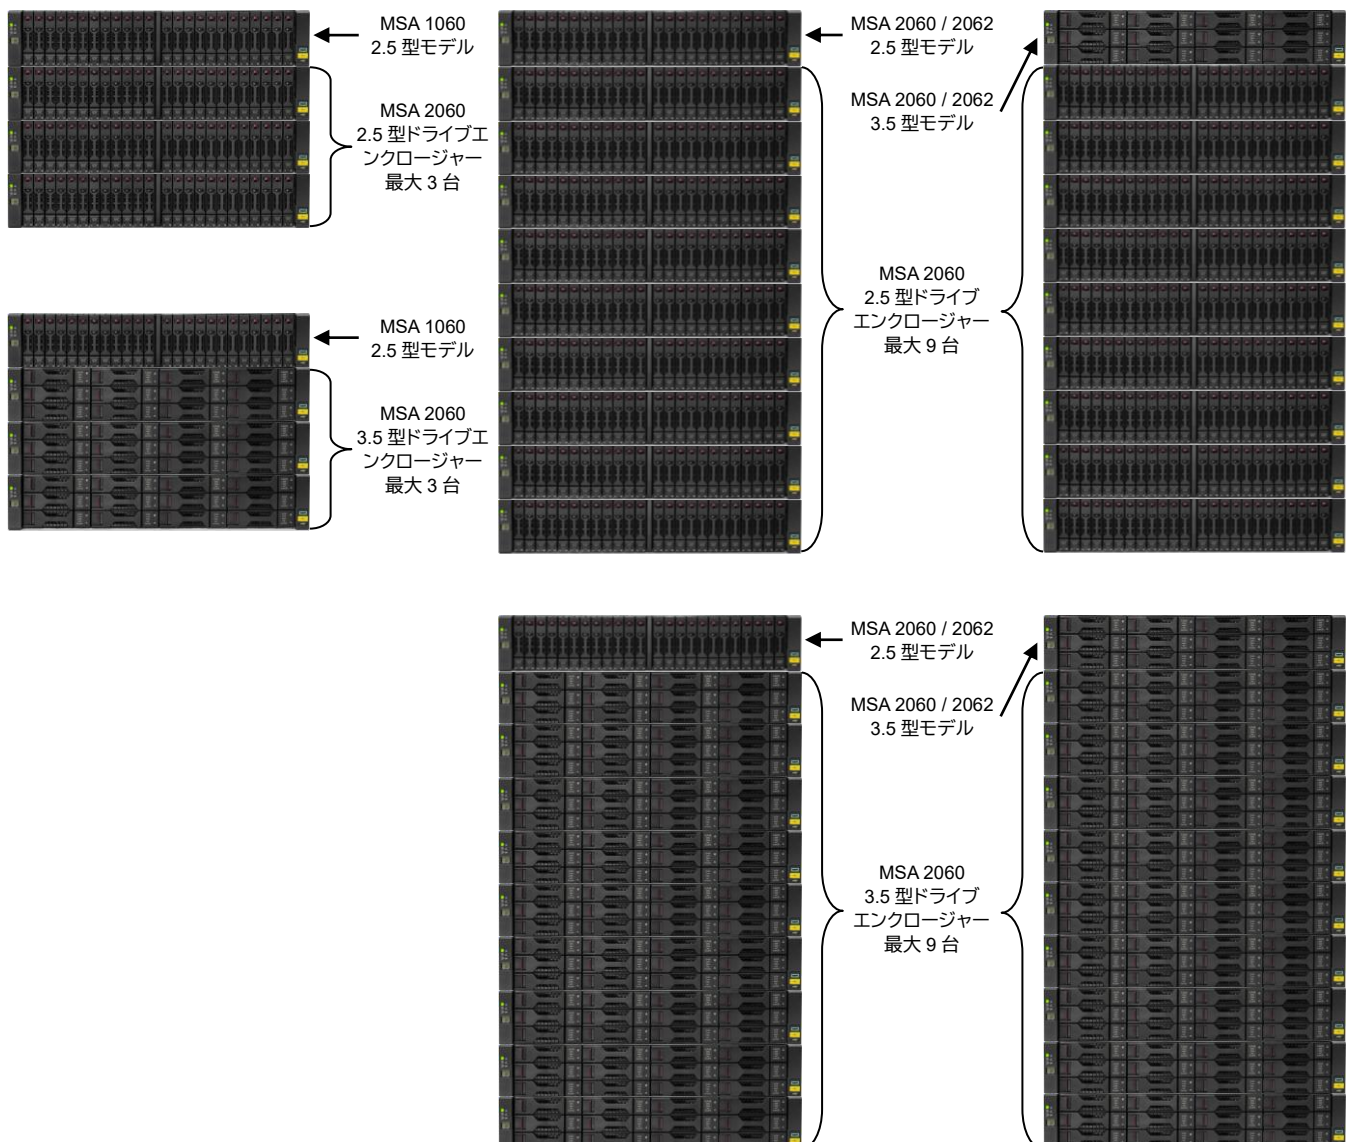 MSA 1060
2.5 型モデル
MSA 2060
2.5 型ドライブエ
ンクロージャー
最大 3 台
MSA 1060
2.5 型モデル
MSA 2060
3.5 型ドライブエ
ンクロージャー
最大 3 台
MSA 2060 / 2062
2.5 型モデル
MSA 2060 / 2062
3.5 型モデル
MSA 2060
2.5 型ドライブ
エンクロージャー
最大 9 台
MSA 2060 / 2062
2.5 型モデル
MSA 2060 / 2062
3.5 型モデル
MSA 2060
3.5 型ドライブ
エンクロージャー
最大 9 台